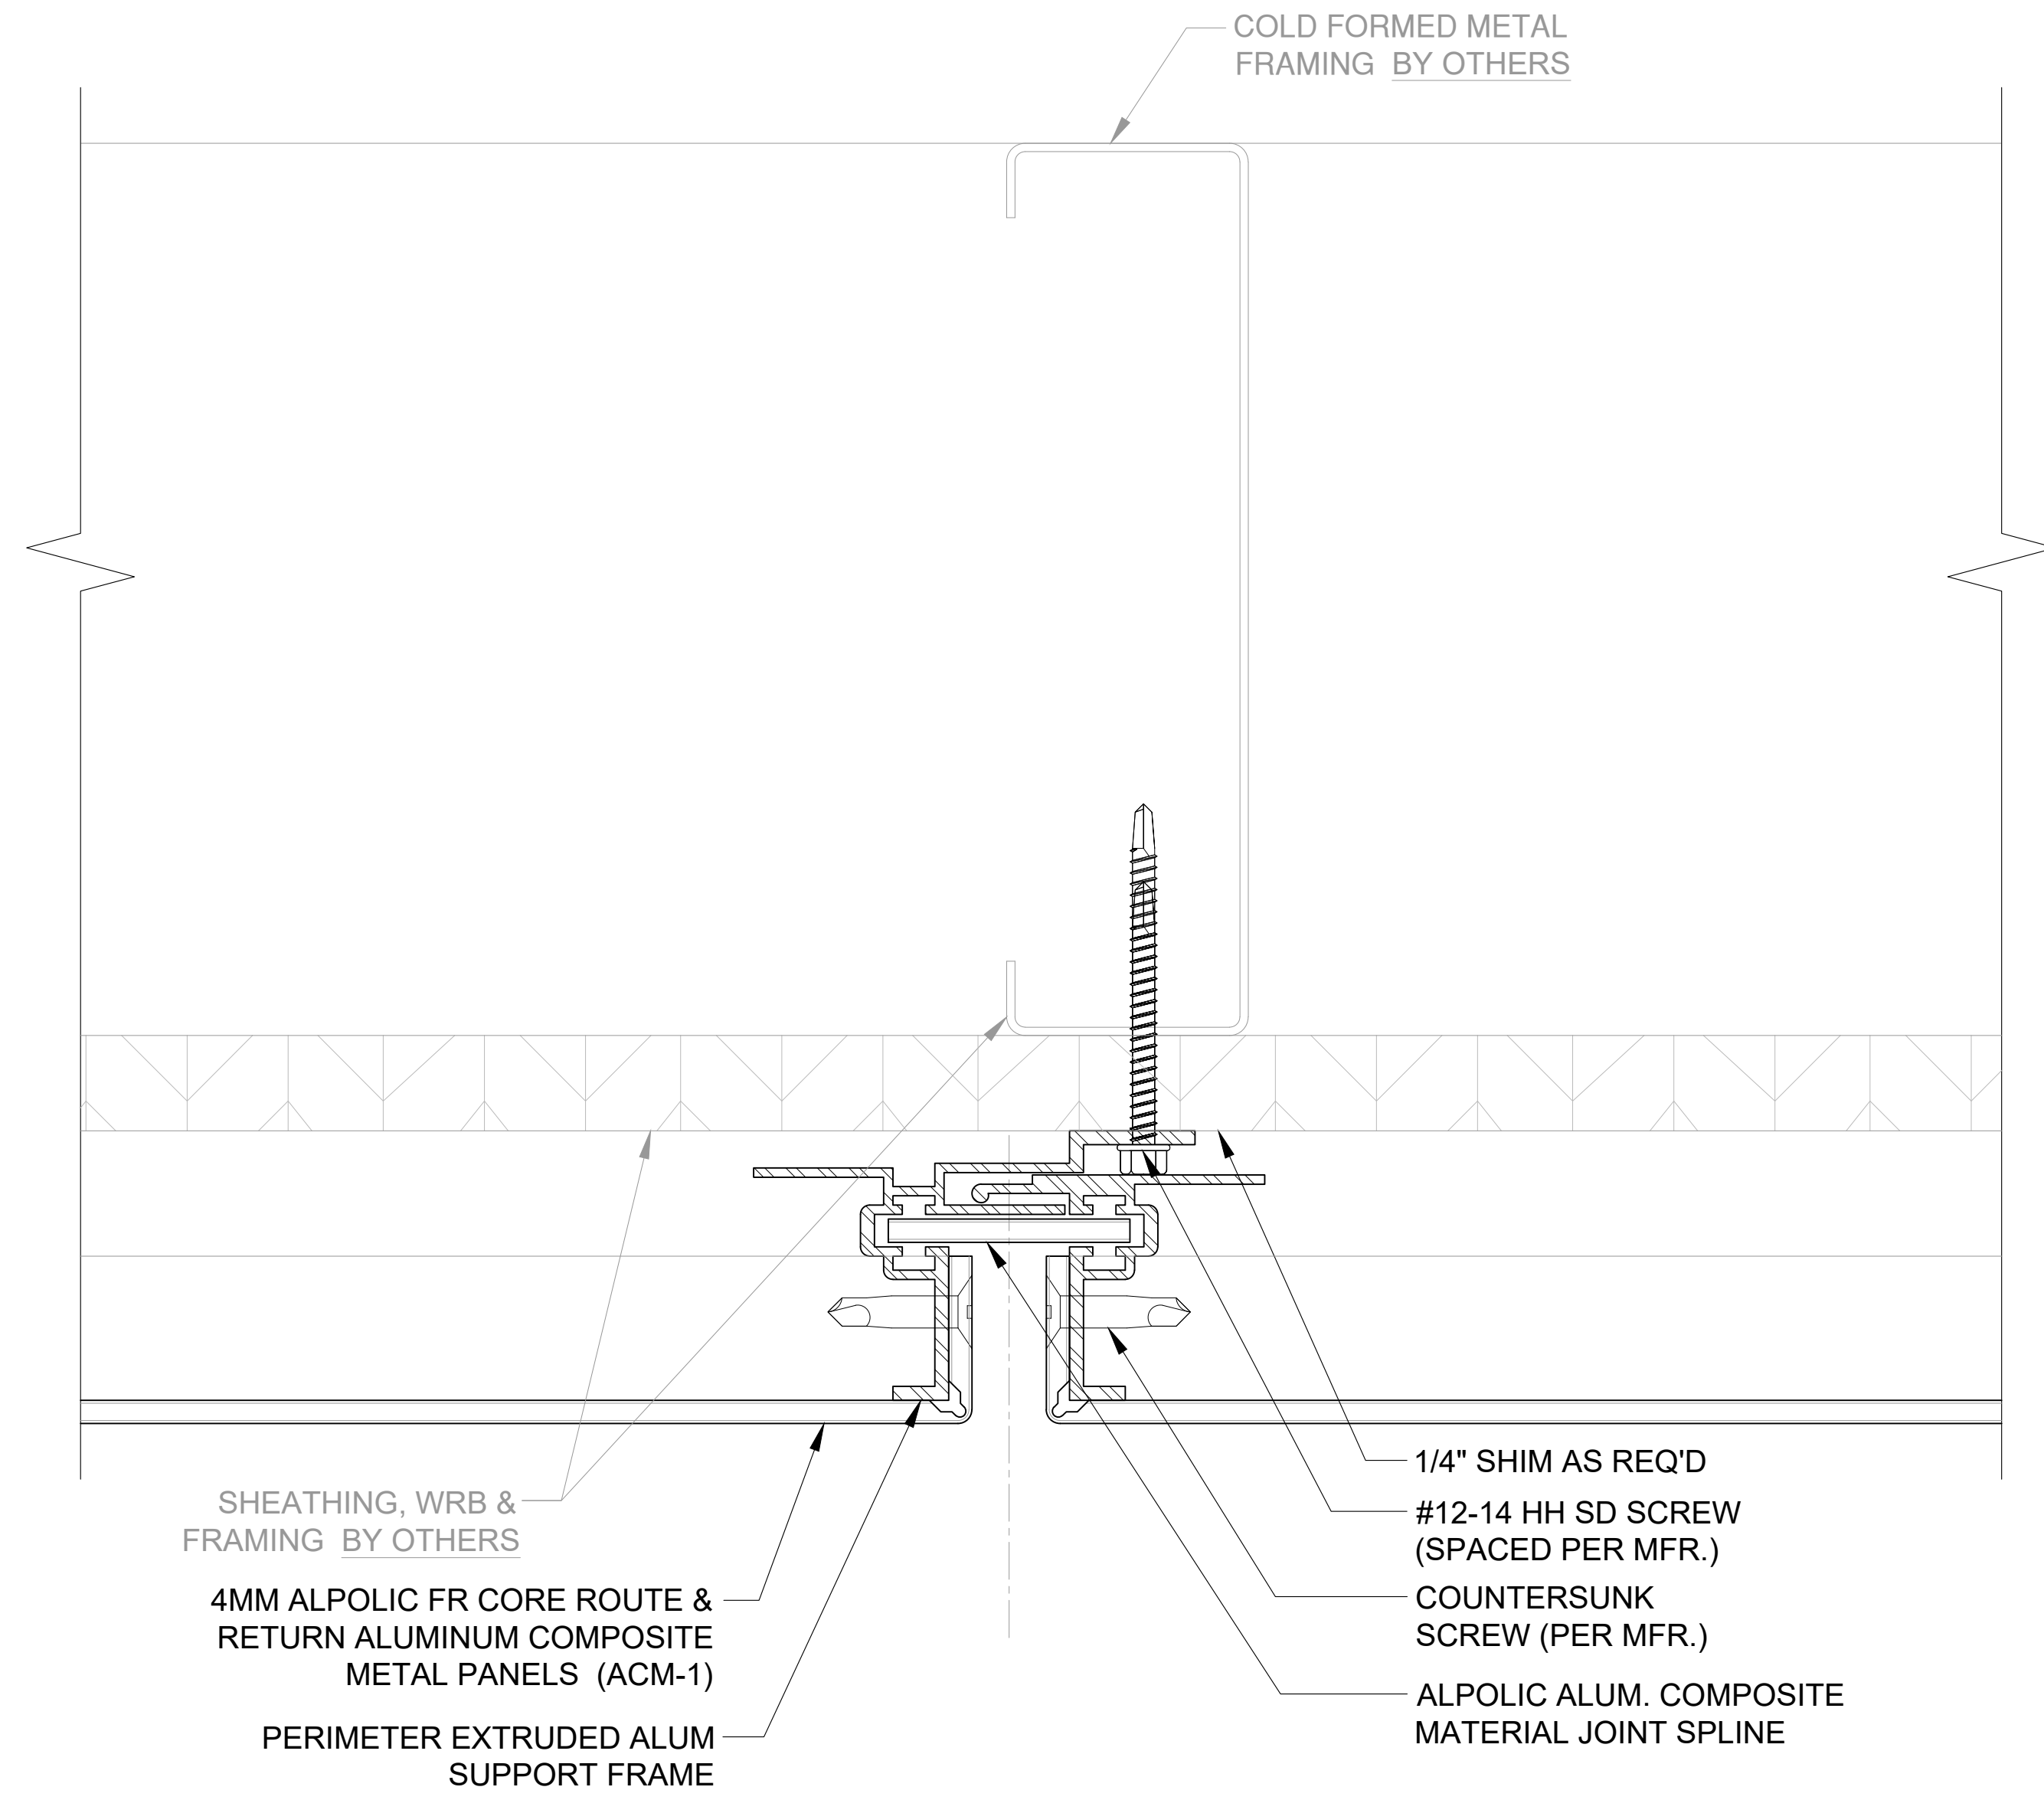 COLD FORMED METAL
FRAMING BY OTHERS
SHEATHING, WRB &
FRAMING BY OTHERS
4MM ALPOLIC FR CORE ROUTE &
RETURN ALUMINUM COMPOSITE
METAL PANELS (ACM-1)
PERIMETER EXTRUDED ALUM
SUPPORT FRAME
1/4" SHIM AS REQ'D
#12-14 HH SD SCREW
(SPACED PER MFR.)
COUNTERSUNK
SCREW (PER MFR.)
ALPOLIC ALUM. COMPOSITE
MATERIAL JOINT SPLINE